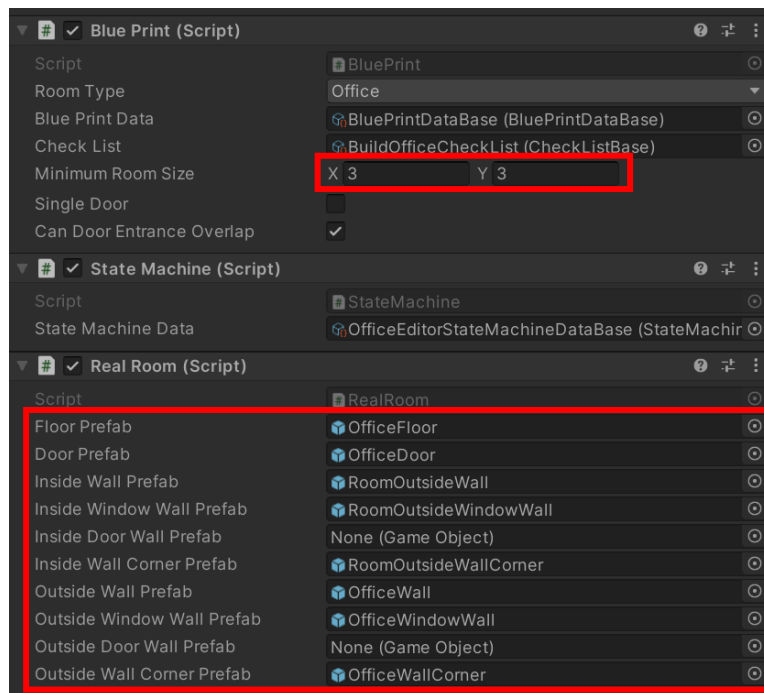 Blue Print (Script)
Script BluePrint
Room Type Office
Blue Print Data BluePrintDataBase (BluePrintDataBase)
Check List BuildOfficeCheckList (CheckListBase)
Minimum Room Size X 3 Y 3
Single Door
Can Door Entrance Overlap
State Machine (Script)
Script StateMachine
State Machine Data OfficeEditorStateMachineDataBase (StateMachir
Real Room (Script)
Script RealRoom
Floor Prefab OfficeFloor
Door Prefab OfficeDoor
Inside Wall Prefab RoomOutsideWall
Inside Window Wall Prefab RoomOutsideWindowWall
Inside Door Wall Prefab None (Game Object)
Inside Wall Corner Prefab RoomOutsideWallCorner
Outside Wall Prefab OfficeWall
Outside Window Wall Prefab OfficeWindowWall
Outside Door Wall Prefab None (Game Object)
Outside Wall Corner Prefab OfficeWallCorner